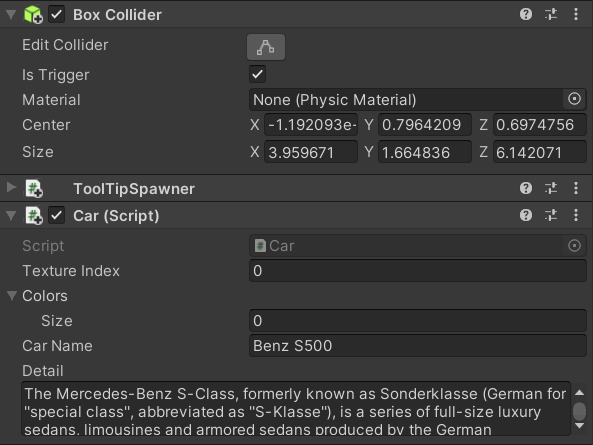 Box Collider
Edit Collider
Is Trigger
Material None (Physic Material)
Center X -1.192093e- Y 0.7964209 Z 0.6974756
Size X 3.959671 Y 1.664836 Z 6.142071
ToolTipSpawner
Car (Script)
Script Car
Texture Index 0
Colors
Size 0
Car Name Benz S500
Detail
The Mercedes-Benz S-Class, formerly known as Sonderklasse (German for
"special class", abbreviated as "S-Klasse"), is a series of full-size luxury
sedans, limousines and armored sedans produced by the German